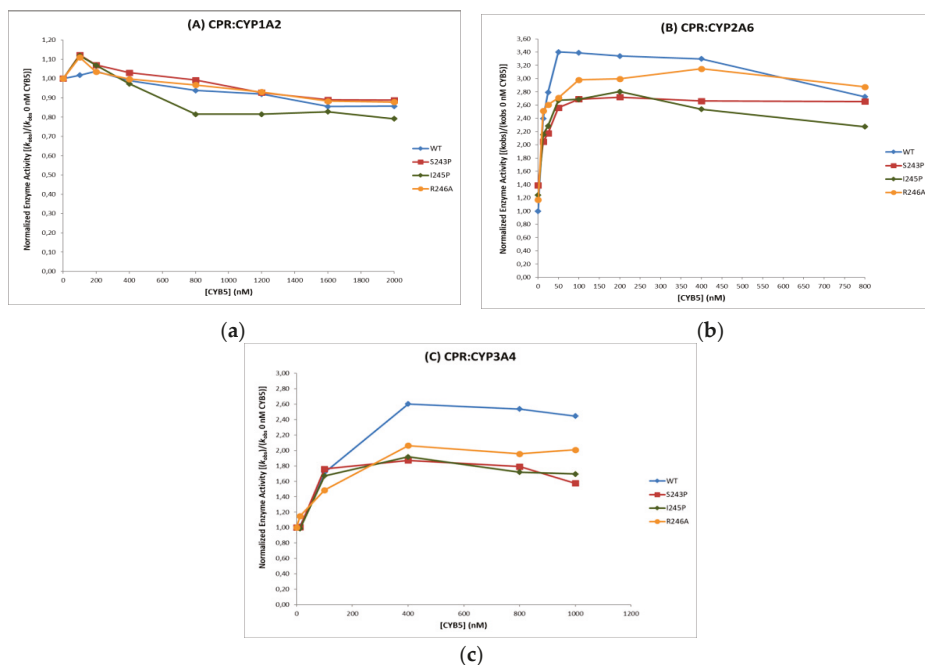 (A) CPR:CYP1A2
Normalized Enzyme Activity [(kobs)/(kobs 0 nM CYB5)]
1,20
1,10
1,00
0,90
0,80
0,70
0,60
0,50
0,40
0,30
0,20
0,10
0,00
0 200 400 600 800 1000 1200 1400 1600 1800 2000
[CYB5] (nM)
WT
S243P
I245P
R246A
(a)
(B) CPR:CYP2A6
Normalized Enzyme Activity [(kobs)/(kobs 0 nM CYB5)]
3,60
3,40
3,20
3,00
2,80
2,60
2,40
2,20
2,00
1,80
1,60
1,40
1,20
1,00
0,80
0,60
0,40
0,20
0,00
0 50 100 150 200 250 300 350 400 450 500 550 600 650 700 750 800
[CYB5] (nM)
WT
S243P
I245P
R246A
(b)
(C) CPR:CYP3A4
Normalized Enzyme Activity [(kobs)/(kobs 0 nM CYB5)]
3,00
2,80
2,60
2,40
2,20
2,00
1,80
1,60
1,40
1,20
1,00
0,80
0,60
0,40
0,20
0,00
0 200 400 600 800 1000 1200
[CYB5] (nM)
WT
S243P
I245P
R246A
(c)